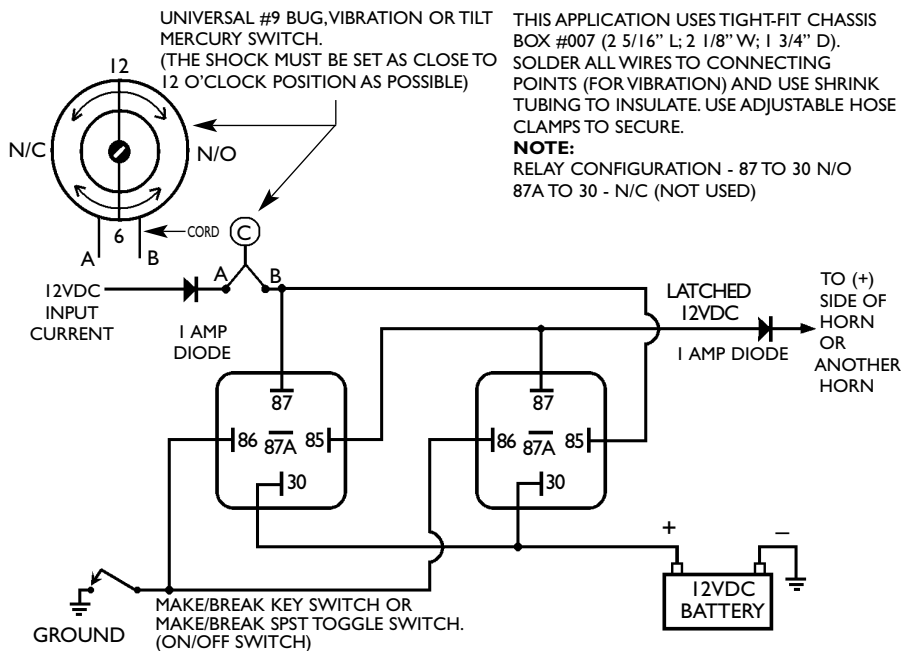 UNIVERSAL #9 BUG, VIBRATION OR TILT
MERCURY SWITCH.
(THE SHOCK MUST BE SET AS CLOSE TO
12 O'CLOCK POSITION AS POSSIBLE)
THIS APPLICATION USES TIGHT-FIT CHASSIS
BOX #007 (2 5/16" L; 2 1/8" W; 1 3/4" D).
SOLDER ALL WIRES TO CONNECTING
POINTS (FOR VIBRATION) AND USE SHRINK
TUBING TO INSULATE. USE ADJUSTABLE HOSE
CLAMPS TO SECURE.
NOTE:
RELAY CONFIGURATION - 87 TO 30 N/O
87A TO 30 - N/C (NOT USED)
12
N/C
N/O
6
A
B
CORD
C
A
B
12VDC
INPUT
CURRENT
1 AMP
DIODE
LATCHED
12VDC
1 AMP DIODE
TO (+)
SIDE OF
HORN
OR
ANOTHER
HORN
87
86
87A
85
30
87
86
87A
85
30
+
–
12VDC
BATTERY
GROUND
MAKE/BREAK KEY SWITCH OR
MAKE/BREAK SPST TOGGLE SWITCH.
(ON/OFF SWITCH)